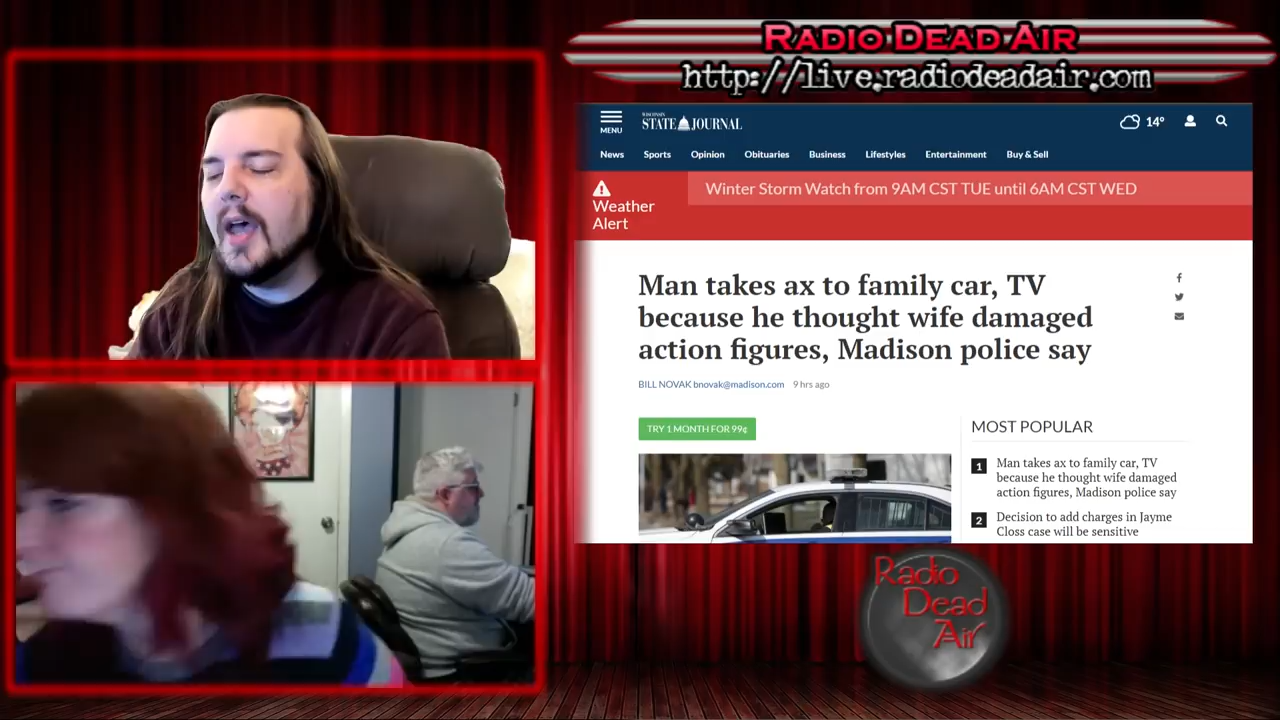 RADIO DEAD AIR
http://live.radiodeadair.com
MENU
WISCONSIN
STATE JOURNAL
14°
News Sports Opinion Obituaries Business Lifestyles Entertainment Buy & Sell
Weather
Alert
Winter Storm Watch from 9AM CST TUE until 6AM CST WED
Man takes ax to family car, TV
because he thought wife damaged
action figures, Madison police say
BILL NOVAK bnovak@madison.com 9 hrs ago
TRY 1 MONTH FOR 99¢
MOST POPULAR
1 Man takes ax to family car, TV
because he thought wife damaged
action figures, Madison police say
2 Decision to add charges in Jayme
Closs case will be sensitive
Radio
Dead
Air